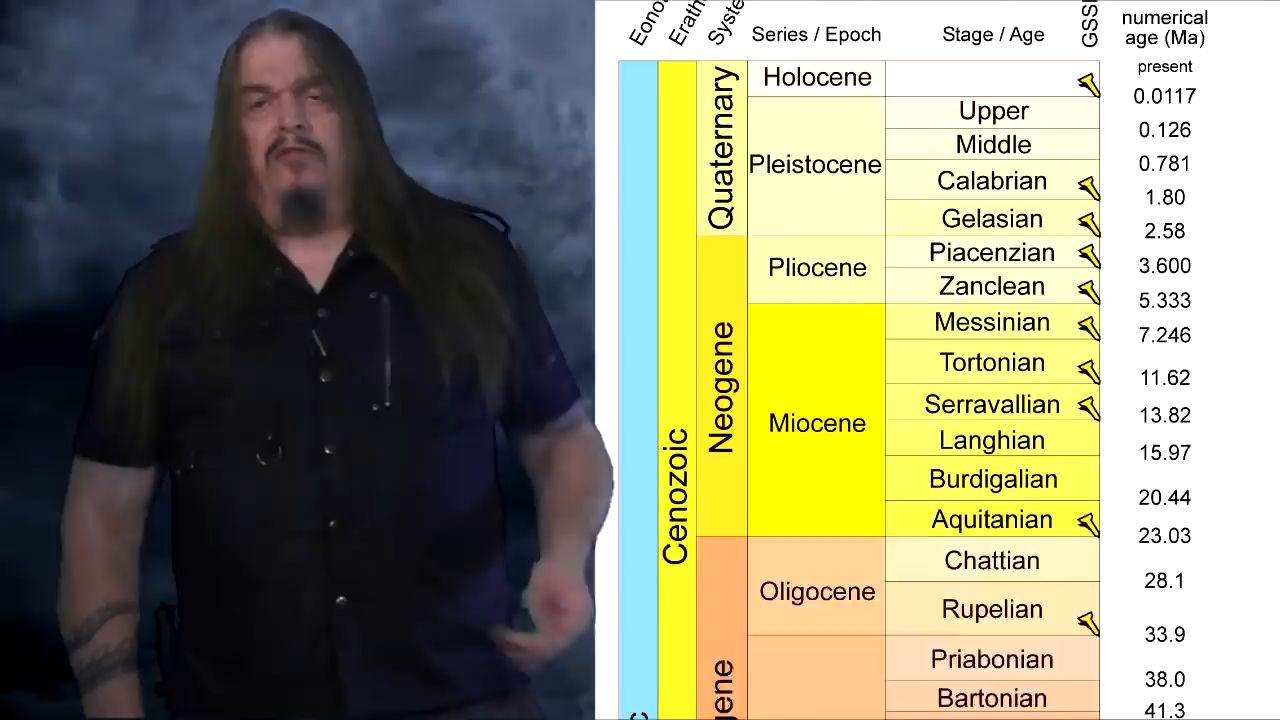 Series / Epoch
Stage / Age
numerical
age (Ma)
present
Cenozoic
Quaternary
Neogene
Holocene
0.0117
Pleistocene
Upper
0.126
Middle
0.781
Calabrian
1.80
Gelasian
2.58
Pliocene
Piacenzian
3.600
Zanclean
5.333
Miocene
Messinian
7.246
Tortonian
11.62
Serravallian
13.82
Langhian
15.97
Burdigalian
20.44
Aquitanian
23.03
Oligocene
Chattian
28.1
Rupelian
33.9
Priabonian
38.0
Bartonian
41.3